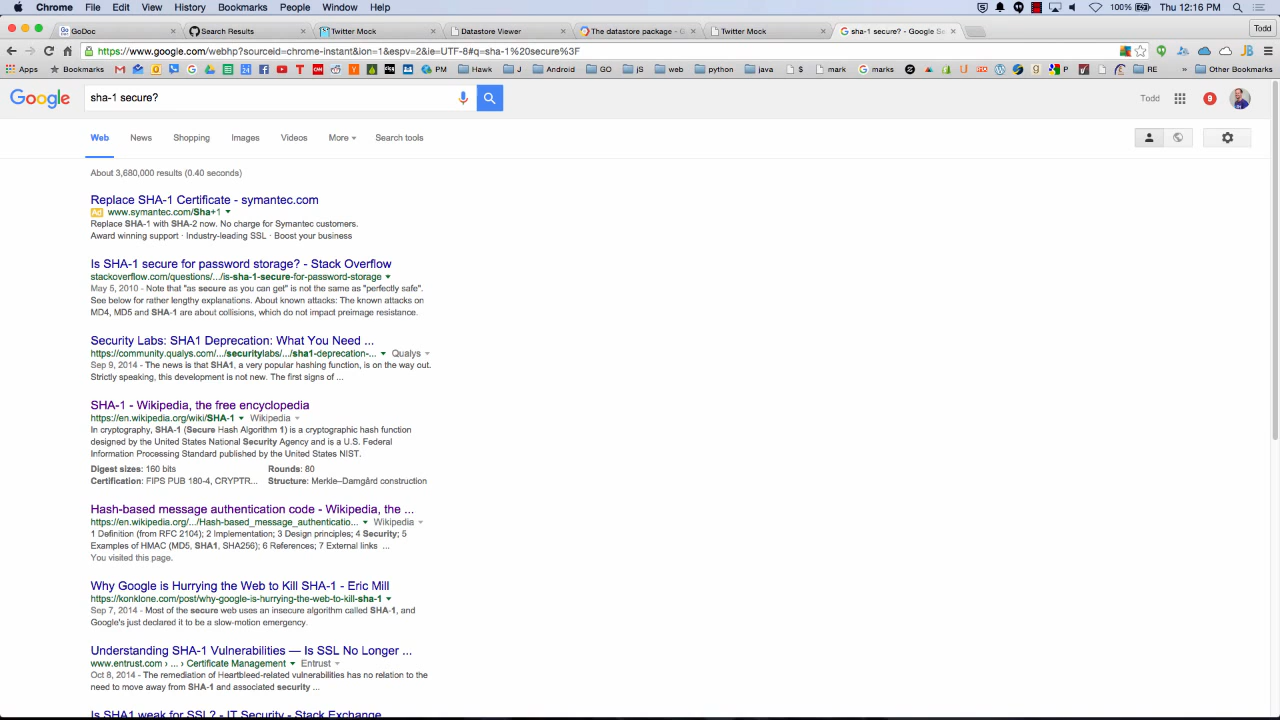 Chrome File Edit View History Bookmarks People Window Help 100% Thu 12:16 PM
GoDoc Search Results Twitter Mock Datastore Viewer The datastore package - G Twitter Mock sha-1 secure? - Google Se Todd
https://www.google.com/webhp?sourceid=chrome-instant&ion=1&espv=2&ie=UTF-8#q=sha-1%20secure%3F
Apps Bookmarks PM Hawk J Android GO jS web python java $ mark marks RE » Other Bookmarks
Google sha-1 secure? Todd 9
Web News Shopping Images Videos More Search tools
About 3,680,000 results (0.40 seconds)
Replace SHA-1 Certificate - symantec.com
Ad www.symantec.com/Sha+1
Replace SHA-1 with SHA-2 now. No charge for Symantec customers.
Award winning support · Industry-leading SSL · Boost your business
Is SHA-1 secure for password storage? - Stack Overflow
stackoverflow.com/questions/.../is-sha-1-secure-for-password-storage
May 5, 2010 - Note that "as secure as you can get" is not the same as "perfectly safe".
See below for rather lengthy explanations. About known attacks: The known attacks on
MD4, MD5 and SHA-1 are about collisions, which do not impact preimage resistance.
Security Labs: SHA1 Deprecation: What You Need ...
https://community.qualys.com/.../securitylabs/.../sha1-deprecation-... Qualys
Sep 9, 2014 - The news is that SHA1, a very popular hashing function, is on the way out.
Strictly speaking, this development is not new. The first signs of ...
SHA-1 - Wikipedia, the free encyclopedia
https://en.wikipedia.org/wiki/SHA-1 Wikipedia
In cryptography, SHA-1 (Secure Hash Algorithm 1) is a cryptographic hash function
designed by the United States National Security Agency and is a U.S. Federal
Information Processing Standard published by the United States NIST.
Digest sizes: 160 bits Rounds: 80
Certification: FIPS PUB 180-4, CRYPTR... Structure: Merkle–Damgård construction
Hash-based message authentication code - Wikipedia, the ...
https://en.wikipedia.org/.../Hash-based_message_authenticatio... Wikipedia
1 Definition (from RFC 2104); 2 Implementation; 3 Design principles; 4 Security; 5
Examples of HMAC (MD5, SHA1, SHA256); 6 References; 7 External links ...
You visited this page.
Why Google is Hurrying the Web to Kill SHA-1 - Eric Mill
https://konklone.com/post/why-google-is-hurrying-the-web-to-kill-sha-1
Sep 7, 2014 - Most of the secure web uses an insecure algorithm called SHA-1, and
Google's just declared it to be a slow-motion emergency.
Understanding SHA-1 Vulnerabilities — Is SSL No Longer ...
www.entrust.com › ... › Certificate Management Entrust
Oct 8, 2014 - The remediation of Heartbleed-related vulnerabilities has no relation to the
need to move away from SHA-1 and associated security ...
Is SHA1 weak for SSL? - IT Security - Stack Exchange